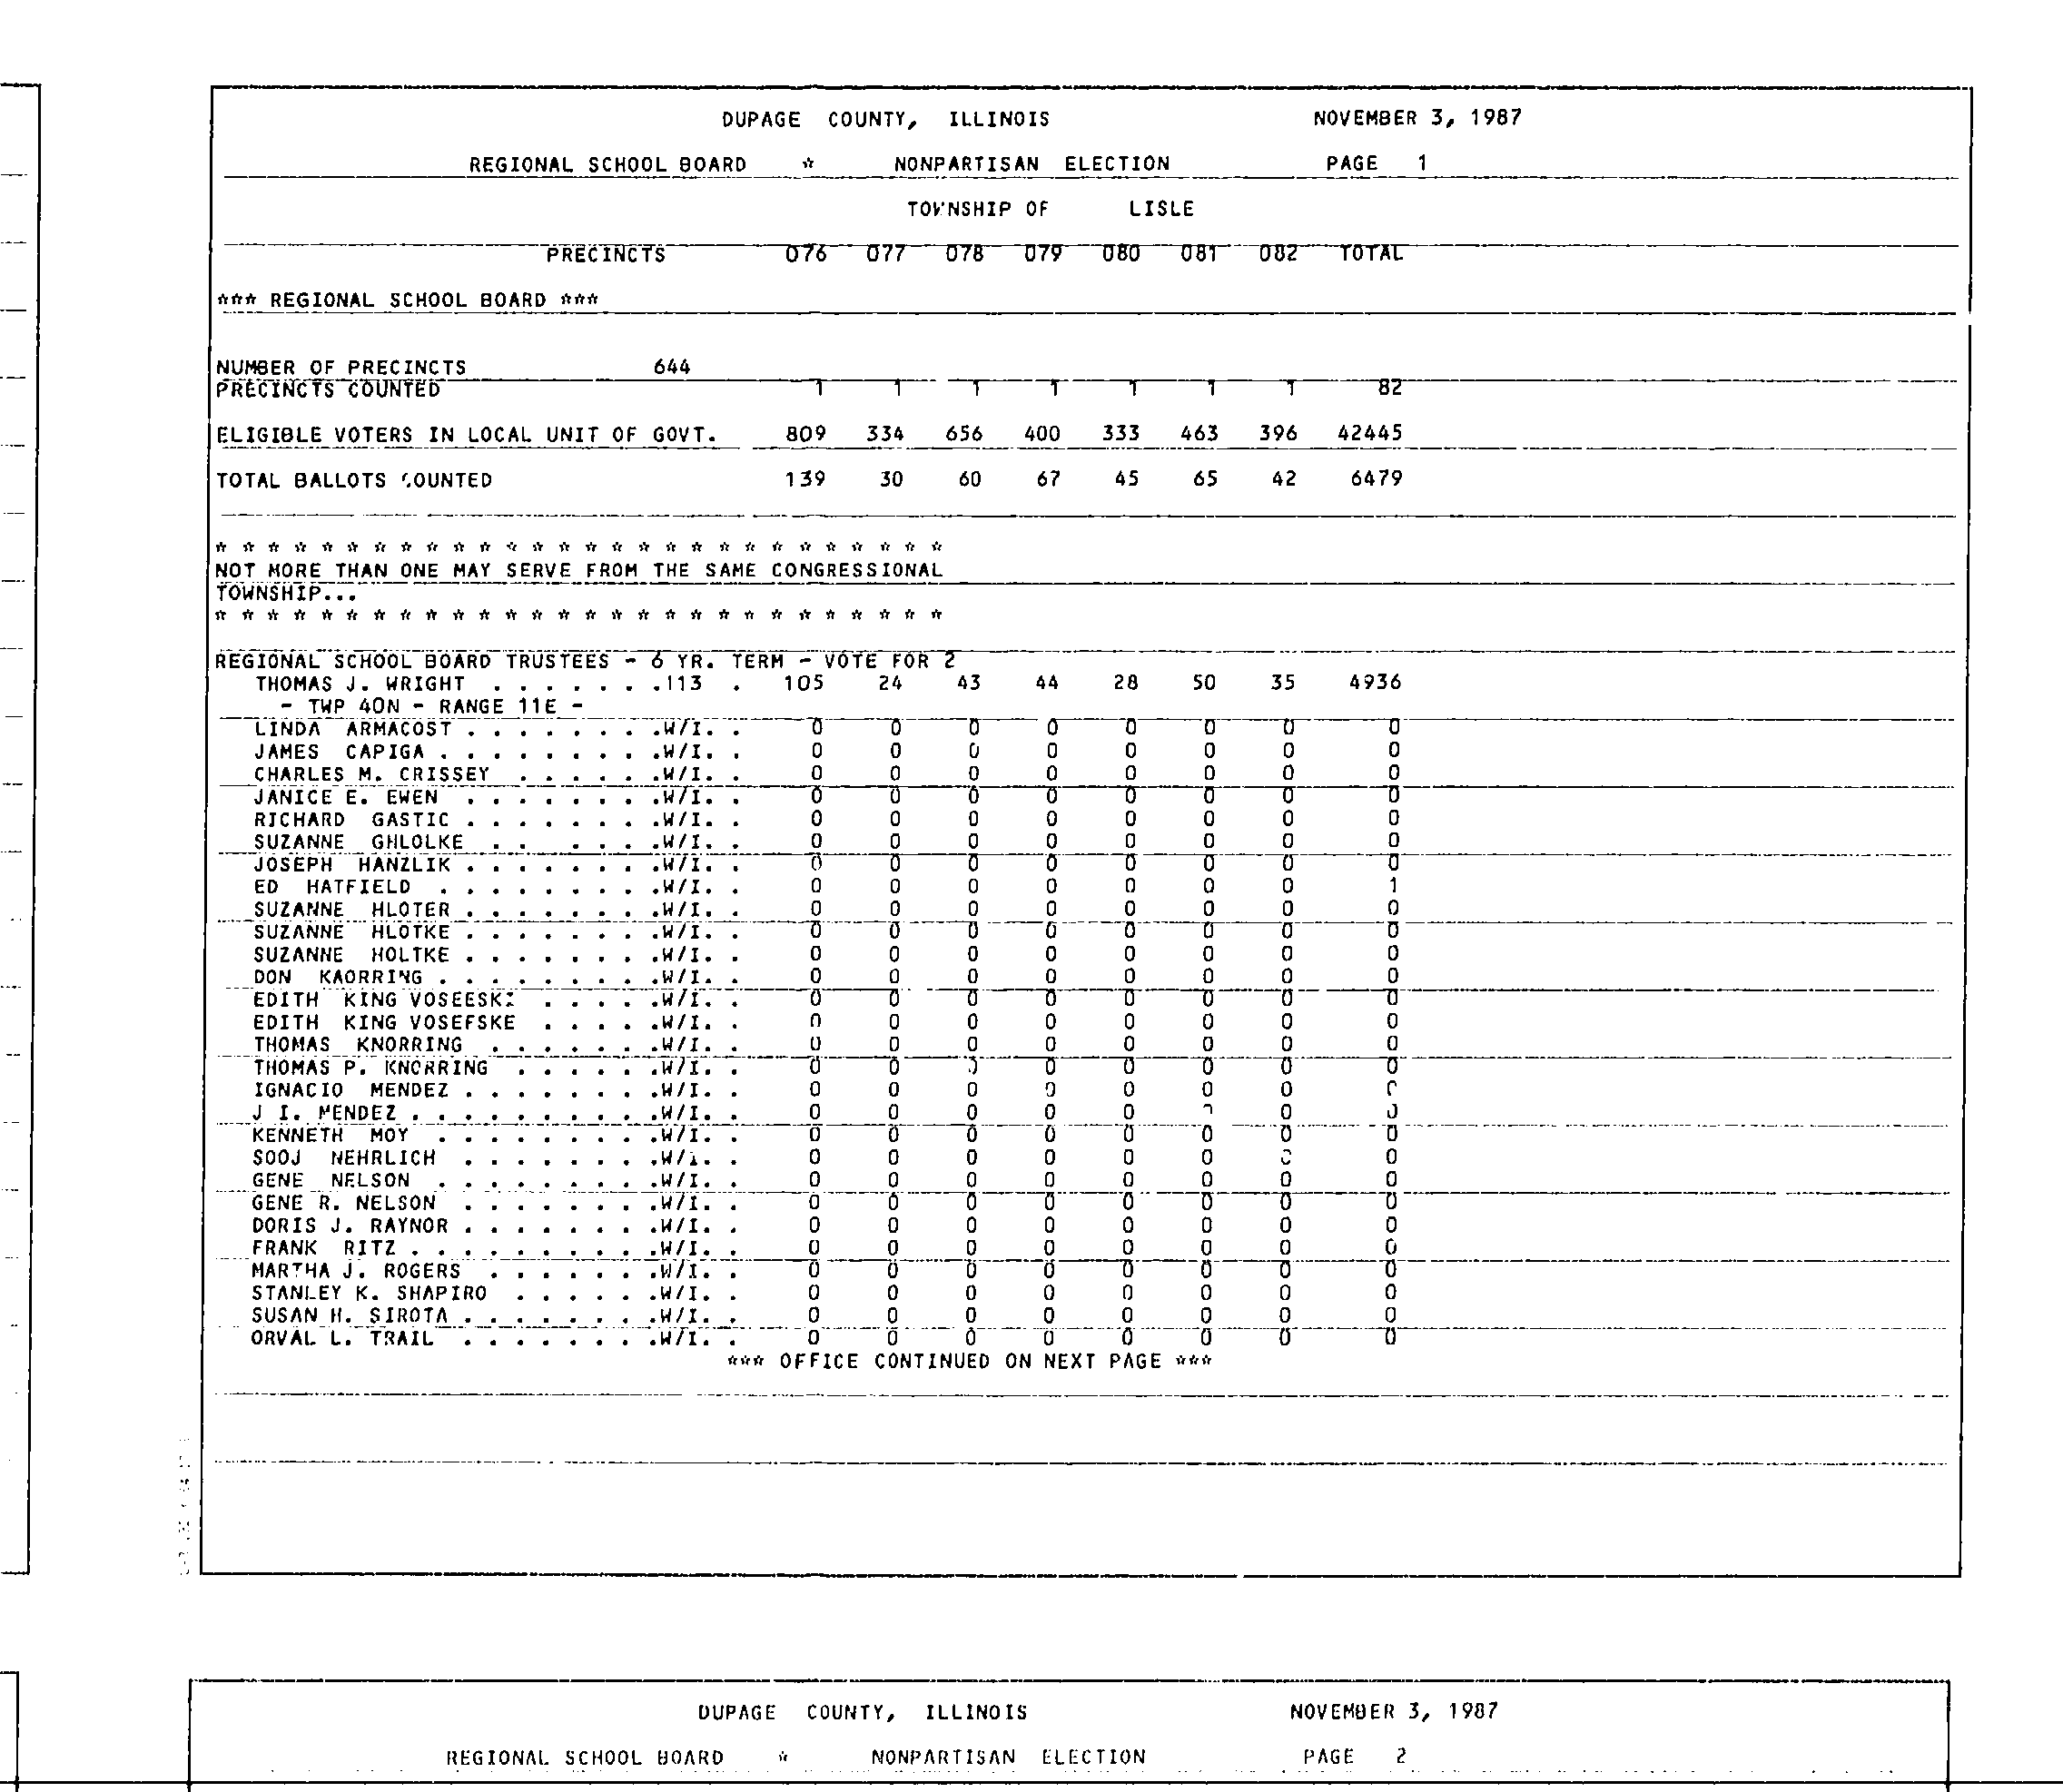 DUPAGE COUNTY, ILLINOIS NOVEMBER 3, 1987
REGIONAL SCHOOL BOARD * NONPARTISAN ELECTION PAGE 1
TOWNSHIP OF LISLE
PRECINCTS 076 077 078 079 080 081 082 TOTAL
*** REGIONAL SCHOOL BOARD ***
NUMBER OF PRECINCTS 644
PRECINCTS COUNTED 1 1 1 1 1 1 1 82
ELIGIBLE VOTERS IN LOCAL UNIT OF GOVT. 809 334 656 400 333 463 396 42445
TOTAL BALLOTS COUNTED 139 30 60 67 45 65 42 6479
* * * * * * * * * * * * * * * * * * * * * * * * * * * *
NOT MORE THAN ONE MAY SERVE FROM THE SAME CONGRESSIONAL
TOWNSHIP...
* * * * * * * * * * * * * * * * * * * * * * * * * * * *
REGIONAL SCHOOL BOARD TRUSTEES - 6 YR. TERM - VOTE FOR 2
THOMAS J. WRIGHT . . . . . . .113 . 105 24 43 44 28 50 35 4936
- TWP 40N - RANGE 11E -
LINDA ARMACOST . . . . . . . .W/I. . 0 0 0 0 0 0 0 0
JAMES CAPIGA . . . . . . . . .W/I. . 0 0 0 0 0 0 0 0
CHARLES M. CRISSEY . . . . . .W/I. . 0 0 0 0 0 0 0 0
JANICE E. EWEN . . . . . . . .W/I. . 0 0 0 0 0 0 0 0
RICHARD GASTIC . . . . . . . .W/I. . 0 0 0 0 0 0 0 0
SUZANNE GHLOLKE . . . . . . .W/I. . 0 0 0 0 0 0 0 0
JOSEPH HANZLIK . . . . . . . .W/I. . 0 0 0 0 0 0 0 0
ED HATFIELD . . . . . . . . .W/I. . 0 0 0 0 0 0 0 1
SUZANNE HLOTER . . . . . . . .W/I. . 0 0 0 0 0 0 0 0
SUZANNE HLOTKE . . . . . . . .W/I. . 0 0 0 0 0 0 0 0
SUZANNE HOLTKE . . . . . . . .W/I. . 0 0 0 0 0 0 0 0
DON KAORRING . . . . . . . . .W/I. . 0 0 0 0 0 0 0 0
EDITH KING VOSEESKI . . . . .W/I. . 0 0 0 0 0 0 0 0
EDITH KING VOSEFSKE . . . . .W/I. . 0 0 0 0 0 0 0 0
THOMAS KNORRING . . . . . . .W/I. . 0 0 0 0 0 0 0 0
THOMAS P. KNORRING . . . . . .W/I. . 0 0 0 0 0 0 0 0
IGNACIO MENDEZ . . . . . . . .W/I. . 0 0 0 0 0 0 0 0
J I. MENDEZ . . . . . . . . . .W/I. . 0 0 0 0 0 0 0 0
KENNETH MOY . . . . . . . . .W/I. . 0 0 0 0 0 0 0 0
SOOJ NEHRLICH . . . . . . . .W/I. . 0 0 0 0 0 0 0 0
GENE NELSON . . . . . . . . .W/I. . 0 0 0 0 0 0 0 0
GENE R. NELSON . . . . . . . .W/I. . 0 0 0 0 0 0 0 0
DORIS J. RAYNOR . . . . . . . .W/I. . 0 0 0 0 0 0 0 0
FRANK RITZ . . . . . . . . . .W/I. . 0 0 0 0 0 0 0 0
MARTHA J. ROGERS . . . . . . .W/I. . 0 0 0 0 0 0 0 0
STANLEY K. SHAPIRO . . . . . .W/I. . 0 0 0 0 0 0 0 0
SUSAN H. SIROTA . . . . . . . .W/I. . 0 0 0 0 0 0 0 0
ORVAL L. TRAIL . . . . . . . .W/I. . 0 0 0 0 0 0 0 0
*** OFFICE CONTINUED ON NEXT PAGE ***
DUPAGE COUNTY, ILLINOIS NOVEMBER 3, 1987
REGIONAL SCHOOL BOARD * NONPARTISAN ELECTION PAGE 2